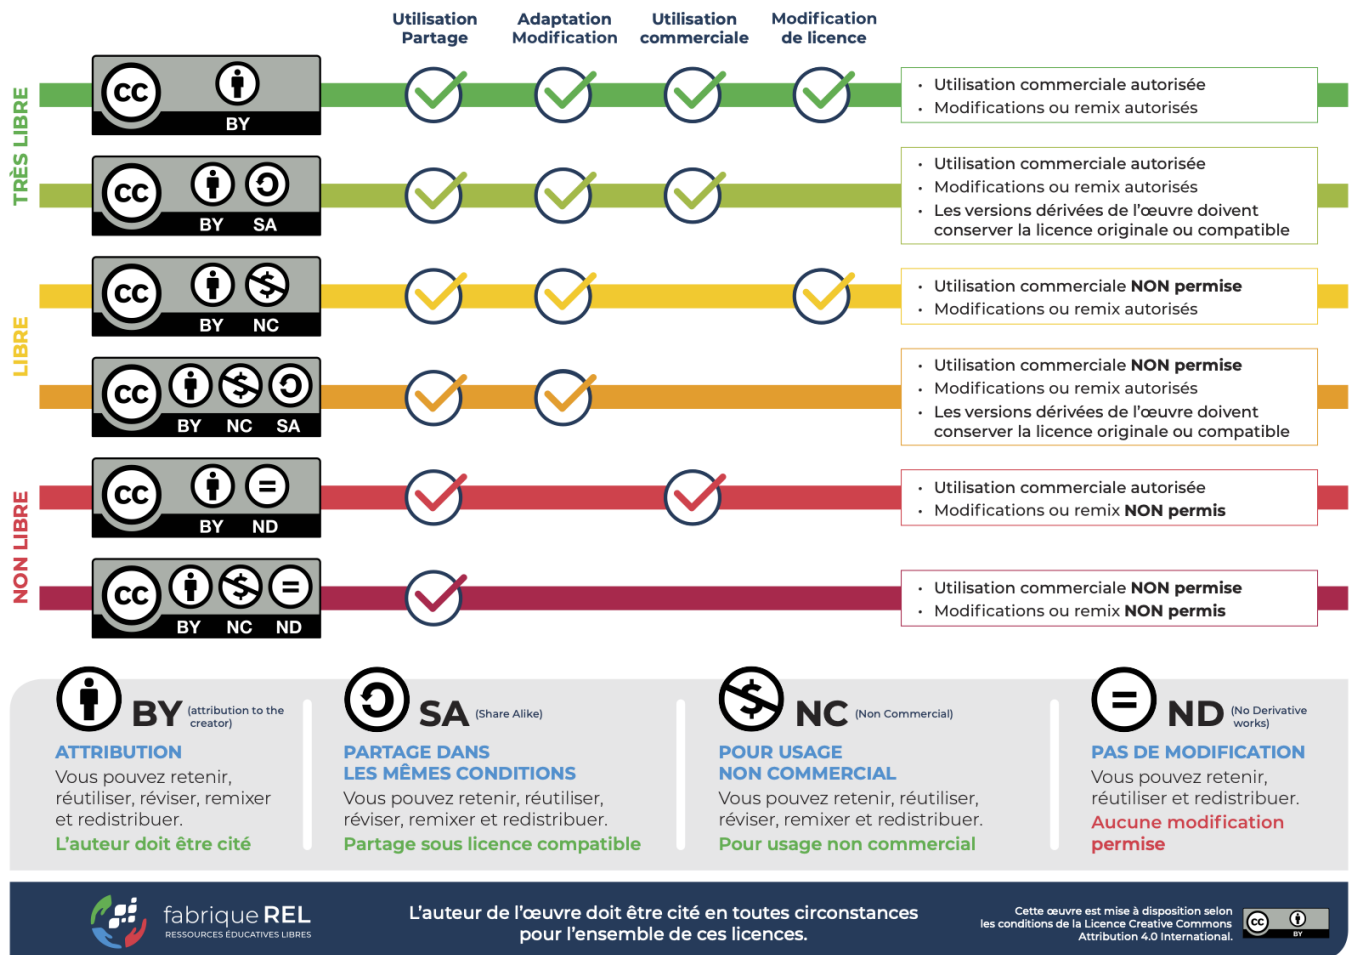 Utilisation Partage
Adaptation Modification
Utilisation commerciale
Modification de licence
TRÈS LIBRE
cc BY
• Utilisation commerciale autorisée
• Modifications ou remix autorisés
cc BY SA
• Utilisation commerciale autorisée
• Modifications ou remix autorisés
• Les versions dérivées de l'œuvre doivent
conserver la licence originale ou compatible
LIBRE
cc BY NC
• Utilisation commerciale NON permise
• Modifications ou remix autorisés
cc BY NC SA
• Utilisation commerciale NON permise
• Modifications ou remix autorisés
• Les versions dérivées de l'œuvre doivent
conserver la licence originale ou compatible
NON LIBRE
cc BY ND
• Utilisation commerciale autorisée
• Modifications ou remix NON permis
cc BY NC ND
• Utilisation commerciale NON permise
• Modifications ou remix NON permis
BY (attribution to the creator)
ATTRIBUTION
Vous pouvez retenir,
réutiliser, réviser, remixer
et redistribuer.
L'auteur doit être cité
SA (Share Alike)
PARTAGE DANS
LES MÊMES CONDITIONS
Vous pouvez retenir, réutiliser,
réviser, remixer et redistribuer.
Partage sous licence compatible
NC (Non Commercial)
POUR USAGE
NON COMMERCIAL
Vous pouvez retenir, réutiliser,
réviser, remixer et redistribuer.
Pour usage non commercial
ND (No Derivative works)
PAS DE MODIFICATION
Vous pouvez retenir,
réutiliser et redistribuer.
Aucune modification
permise
fabrique REL
RESSOURCES ÉDUCATIVES LIBRES
L'auteur de l'œuvre doit être cité en toutes circonstances
pour l'ensemble de ces licences.
Cette œuvre est mise à disposition selon
les conditions de la Licence Creative Commons
Attribution 4.0 International.
cc BY